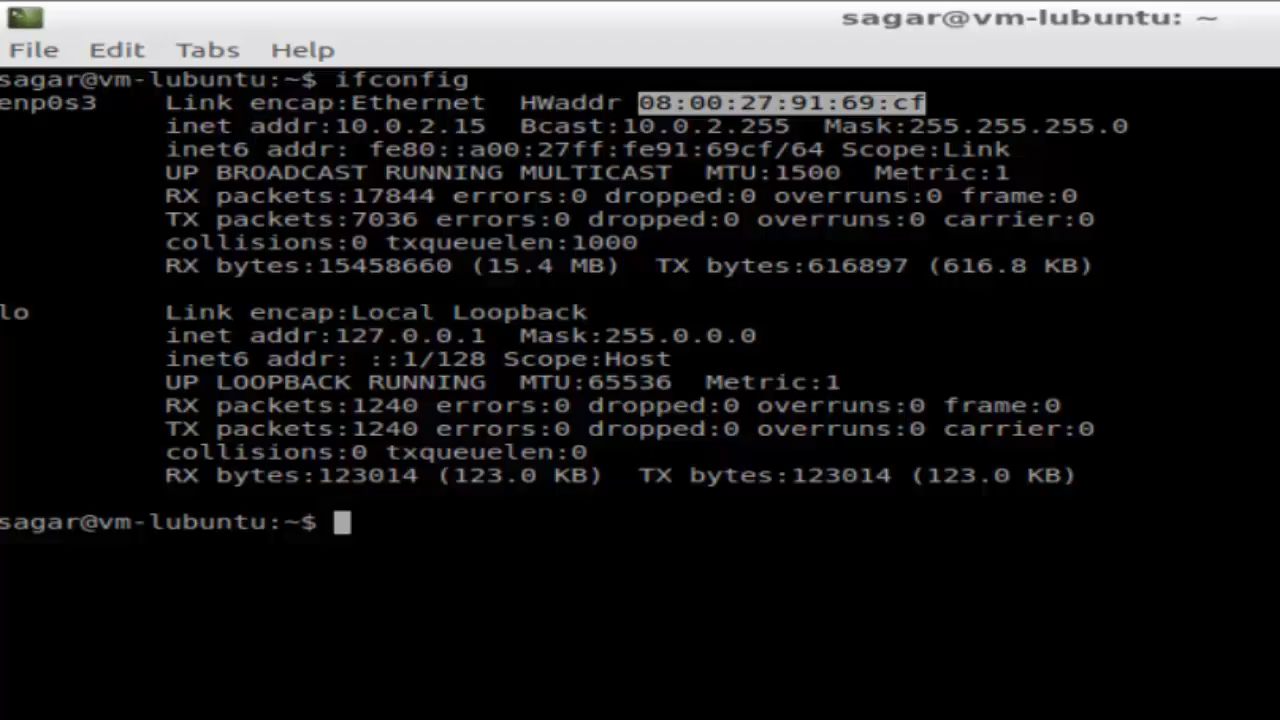 sagar@vm-lubuntu: ~
File Edit Tabs Help
sagar@vm-lubuntu:~$ ifconfig
enp0s3 Link encap:Ethernet HWaddr 08:00:27:91:69:cf
inet addr:10.0.2.15 Bcast:10.0.2.255 Mask:255.255.255.0
inet6 addr: fe80::a00:27ff:fe91:69cf/64 Scope:Link
UP BROADCAST RUNNING MULTICAST MTU:1500 Metric:1
RX packets:17844 errors:0 dropped:0 overruns:0 frame:0
TX packets:7036 errors:0 dropped:0 overruns:0 carrier:0
collisions:0 txqueuelen:1000
RX bytes:15458660 (15.4 MB) TX bytes:616897 (616.8 KB)
lo Link encap:Local Loopback
inet addr:127.0.0.1 Mask:255.0.0.0
inet6 addr: ::1/128 Scope:Host
UP LOOPBACK RUNNING MTU:65536 Metric:1
RX packets:1240 errors:0 dropped:0 overruns:0 frame:0
TX packets:1240 errors:0 dropped:0 overruns:0 carrier:0
collisions:0 txqueuelen:0
RX bytes:123014 (123.0 KB) TX bytes:123014 (123.0 KB)
sagar@vm-lubuntu:~$